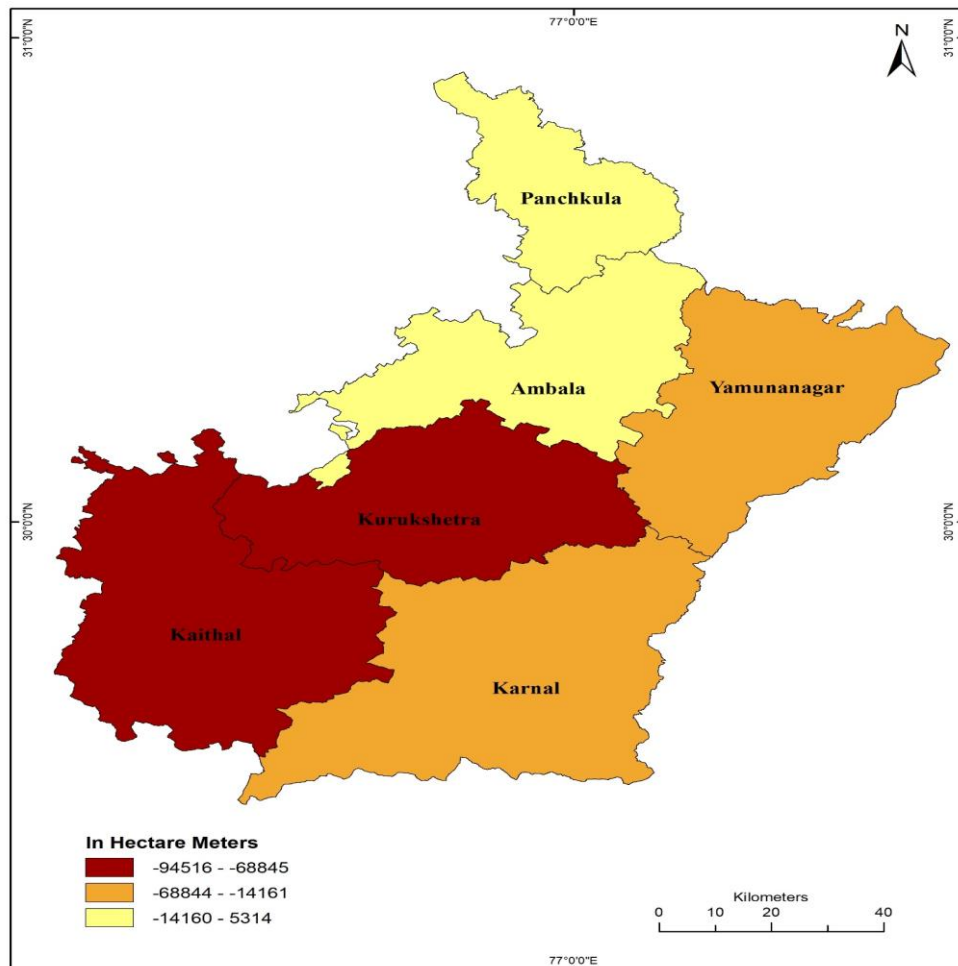 77°0'0"E
31°0'0"N
31°0'0"N
N
Panchkula
Ambala
Yamunanagar
Kurukshetra
30°0'0"N
30°0'0"N
Kaithal
Karnal
In Hectare Meters
-94516 - -68845
-68844 - -14161
-14160 - 5314
Kilometers
0 10 20 40
77°0'0"E